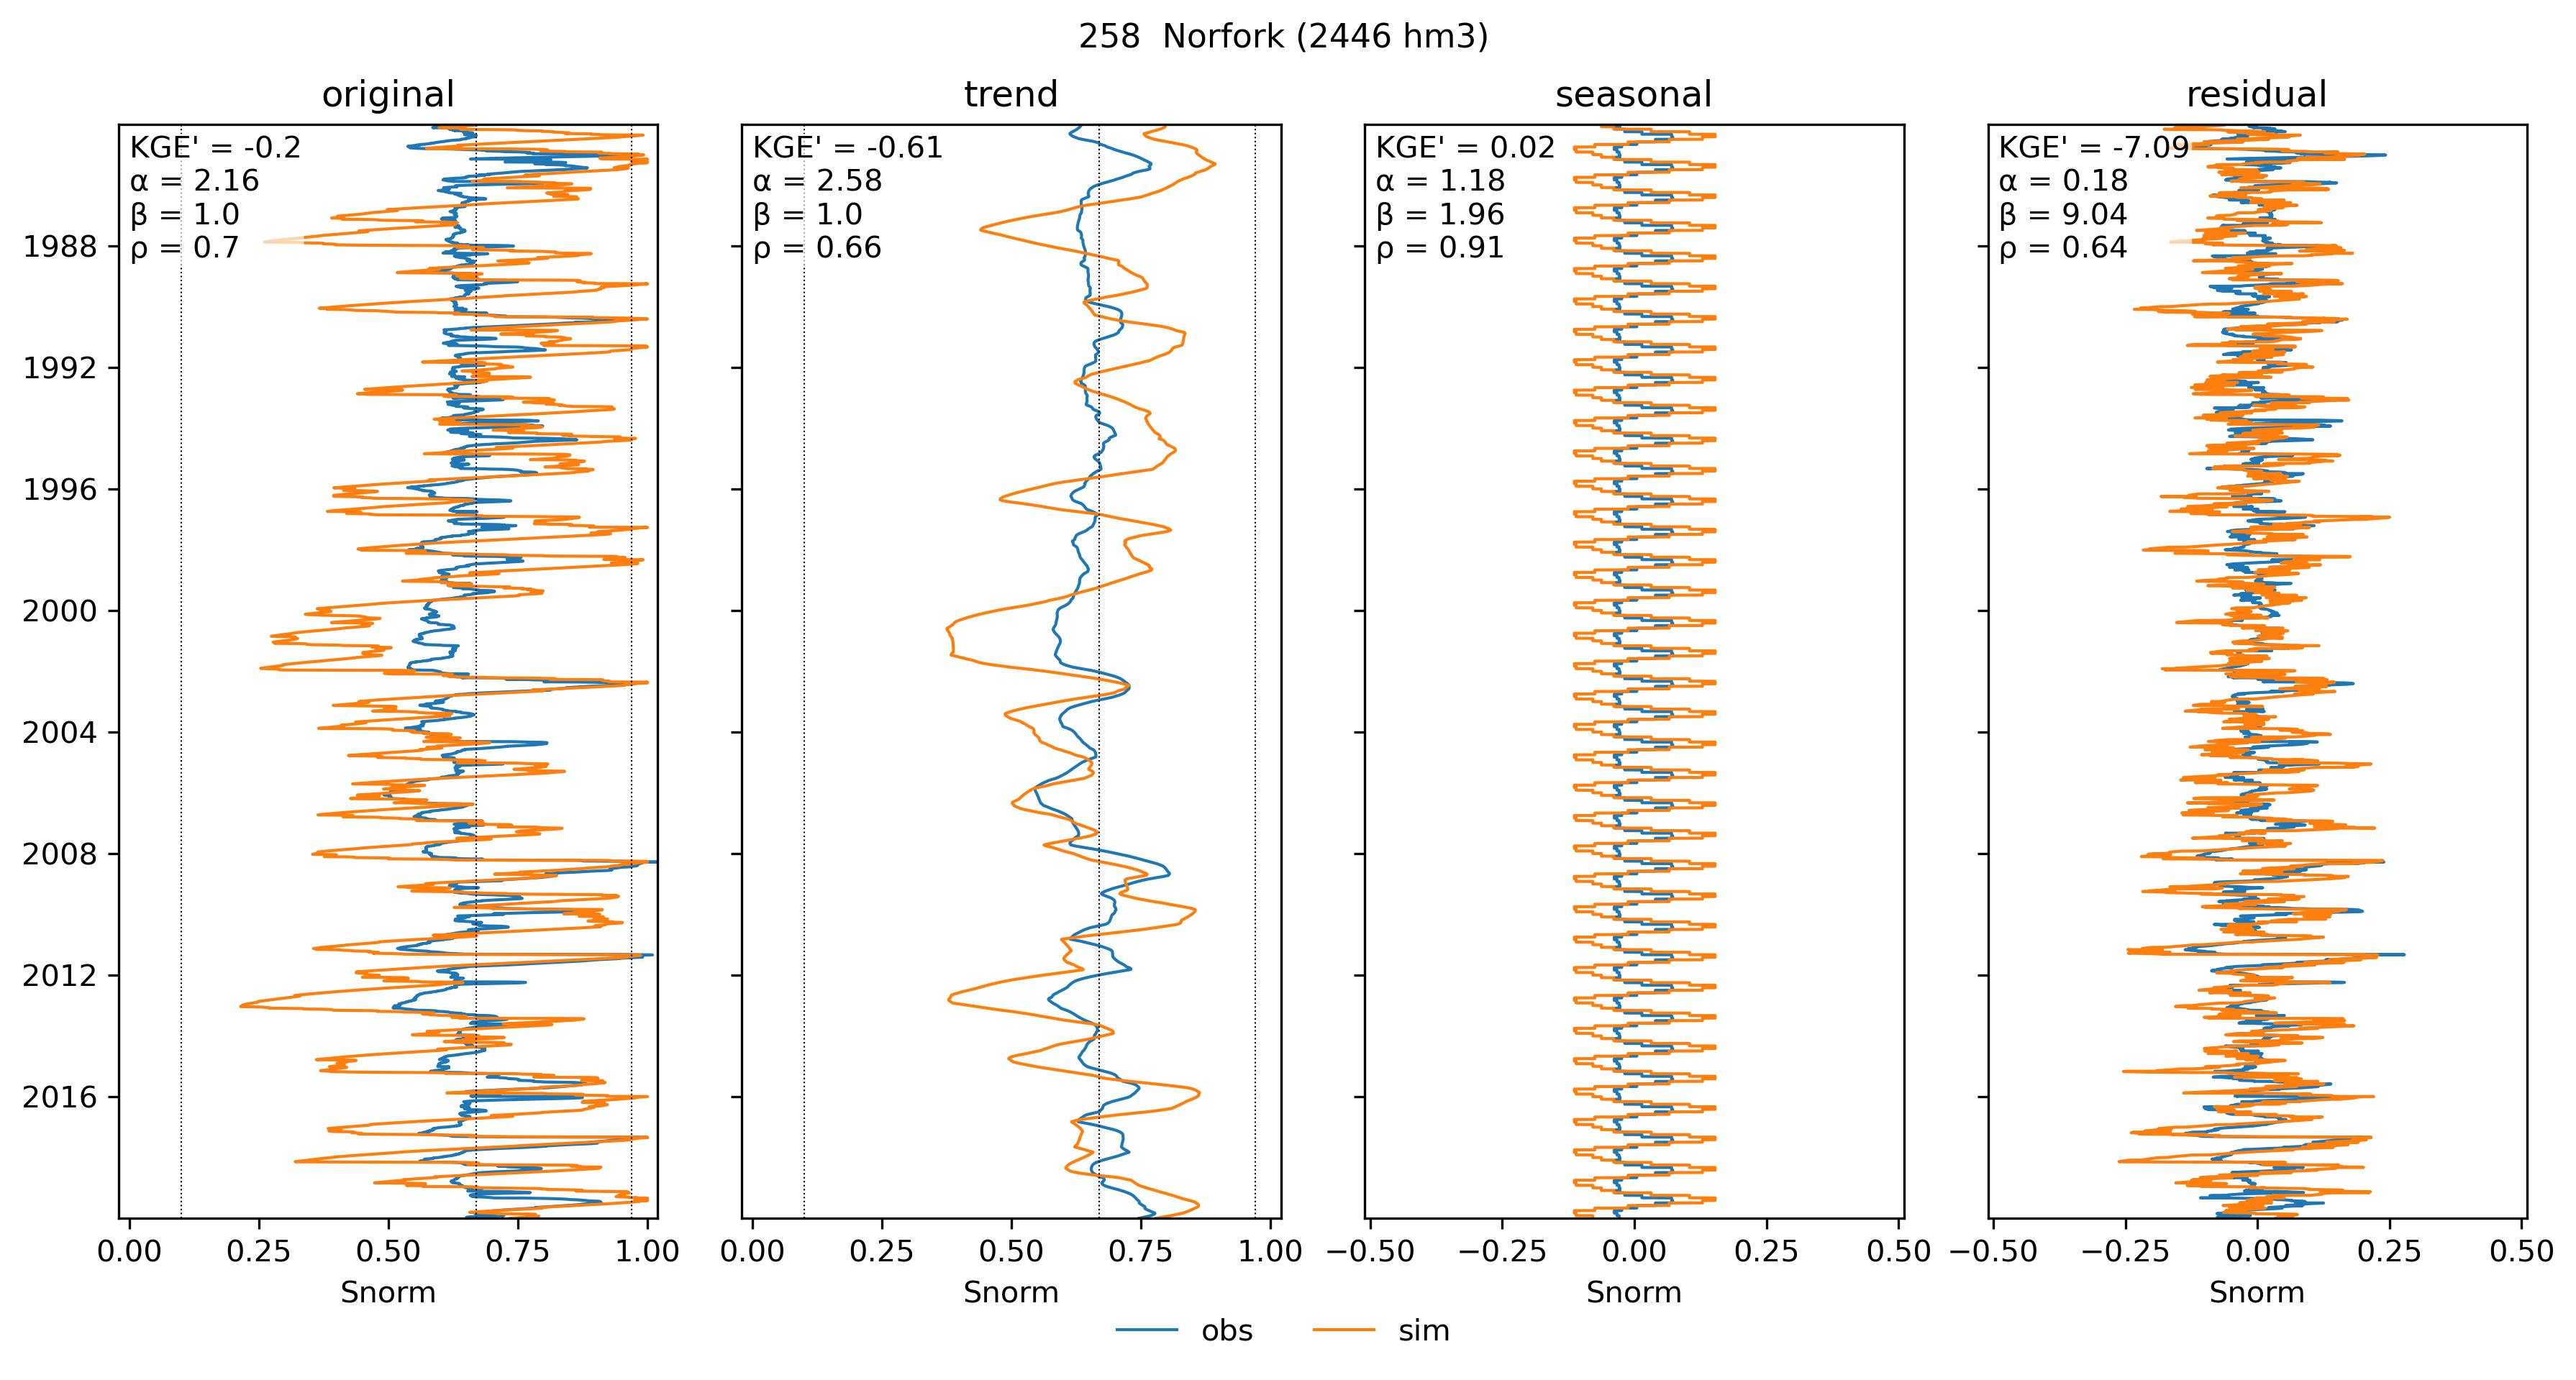 258  Norfork (2446 hm3)
original
trend
seasonal
residual
KGE' = -0.2
α = 2.16
β = 1.0
ρ = 0.7
KGE' = -0.61
α = 2.58
β = 1.0
ρ = 0.66
KGE' = 0.02
α = 1.18
β = 1.96
ρ = 0.91
KGE' = -7.09
α = 0.18
β = 9.04
ρ = 0.64
1988
1992
1996
2000
2004
2008
2012
2016
0.00 0.25 0.50 0.75 1.00
0.00 0.25 0.50 0.75 1.00
−0.50 −0.25 0.00 0.25 0.50
−0.50 −0.25 0.00 0.25 0.50
Snorm
Snorm
Snorm
Snorm
obs
sim